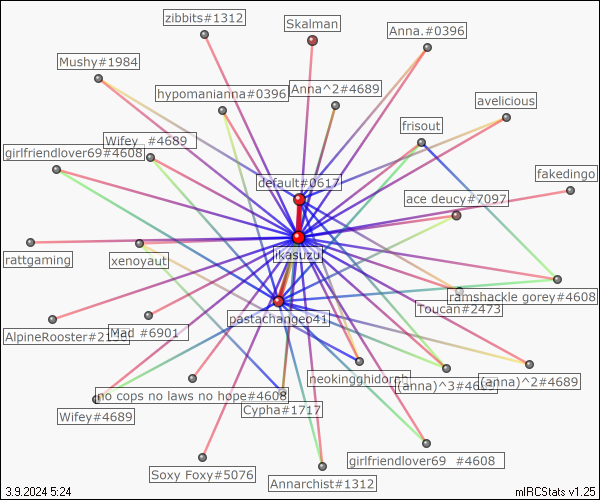 zibbits#1312
Skalman
Anna.#0396
Mushy#1984
hypomanianna#0396
Anna^2#4689
avelicious
frisout
Wifey_#4689
girlfriendlover69#4608
default#0617
fakedingo
ace deucy#7097
ikasuzu
rattgaming
xenoyaut
ramshackle gorey#4608
Toucan#2473
pastachangeo41
AlpineRooster#2
Mad #6901
neokingghidorah
(anna)^3#4689
(anna)^2#4689
no cops no laws no hope#4608
Wifey#4689
Cypha#1717
girlfriendlover69 #4608
Soxy Foxy#5076
Annarchist#1312
3.9.2024 5:24
mIRCStats v1.25